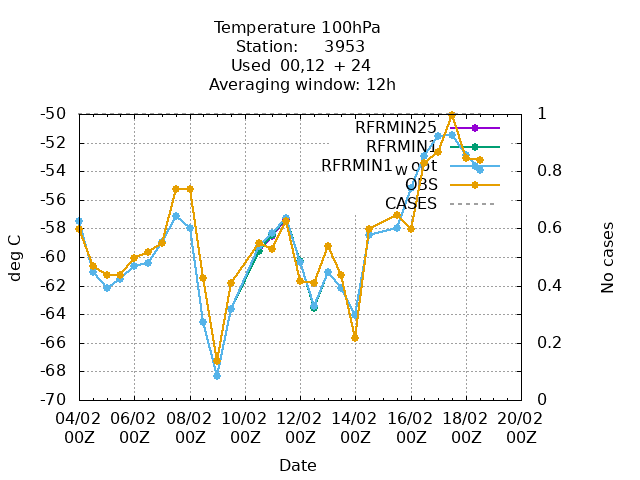 Temperature 100hPa
Station: 3953
Used 00,12 + 24
Averaging window: 12h
-50 1
RFRMIN25
-52
RFRMIN1
-54 0.8
RFRMIN1w opt
-56
OBS
CASES
-58 0.6
-60
-62 0.4
-64
-66 0.2
-68
-70 0
deg C
No cases
04/02 06/02 08/02 10/02 12/02 14/02 16/02 18/02 20/02
00Z 00Z 00Z 00Z 00Z 00Z 00Z 00Z 00Z
Date